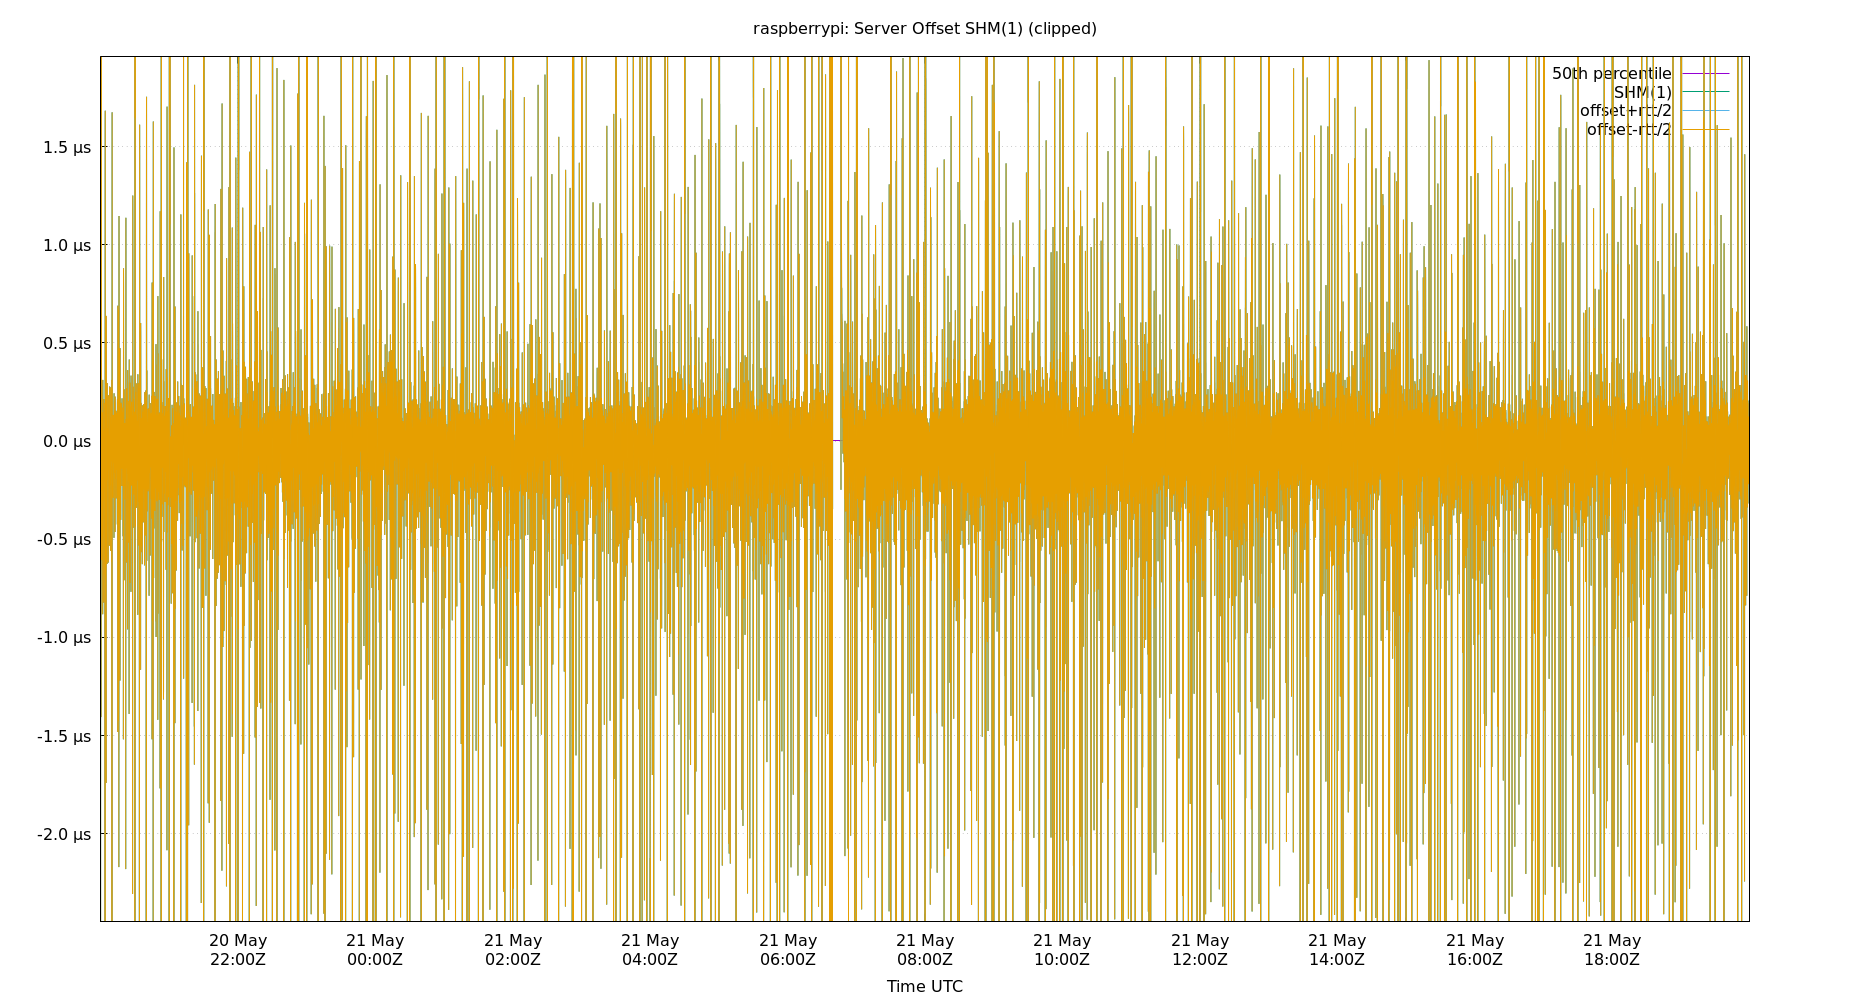 raspberrypi: Server Offset SHM(1) (clipped)
50th percentile
SHM(1)
offset+rtt/2
offset-rtt/2
1.5 µs
1.0 µs
0.5 µs
0.0 µs
-0.5 µs
-1.0 µs
-1.5 µs
-2.0 µs
20 May 21 May 21 May 21 May 21 May 21 May 21 May 21 May 21 May 21 May 21 May
22:00Z 00:00Z 02:00Z 04:00Z 06:00Z 08:00Z 10:00Z 12:00Z 14:00Z 16:00Z 18:00Z
Time UTC